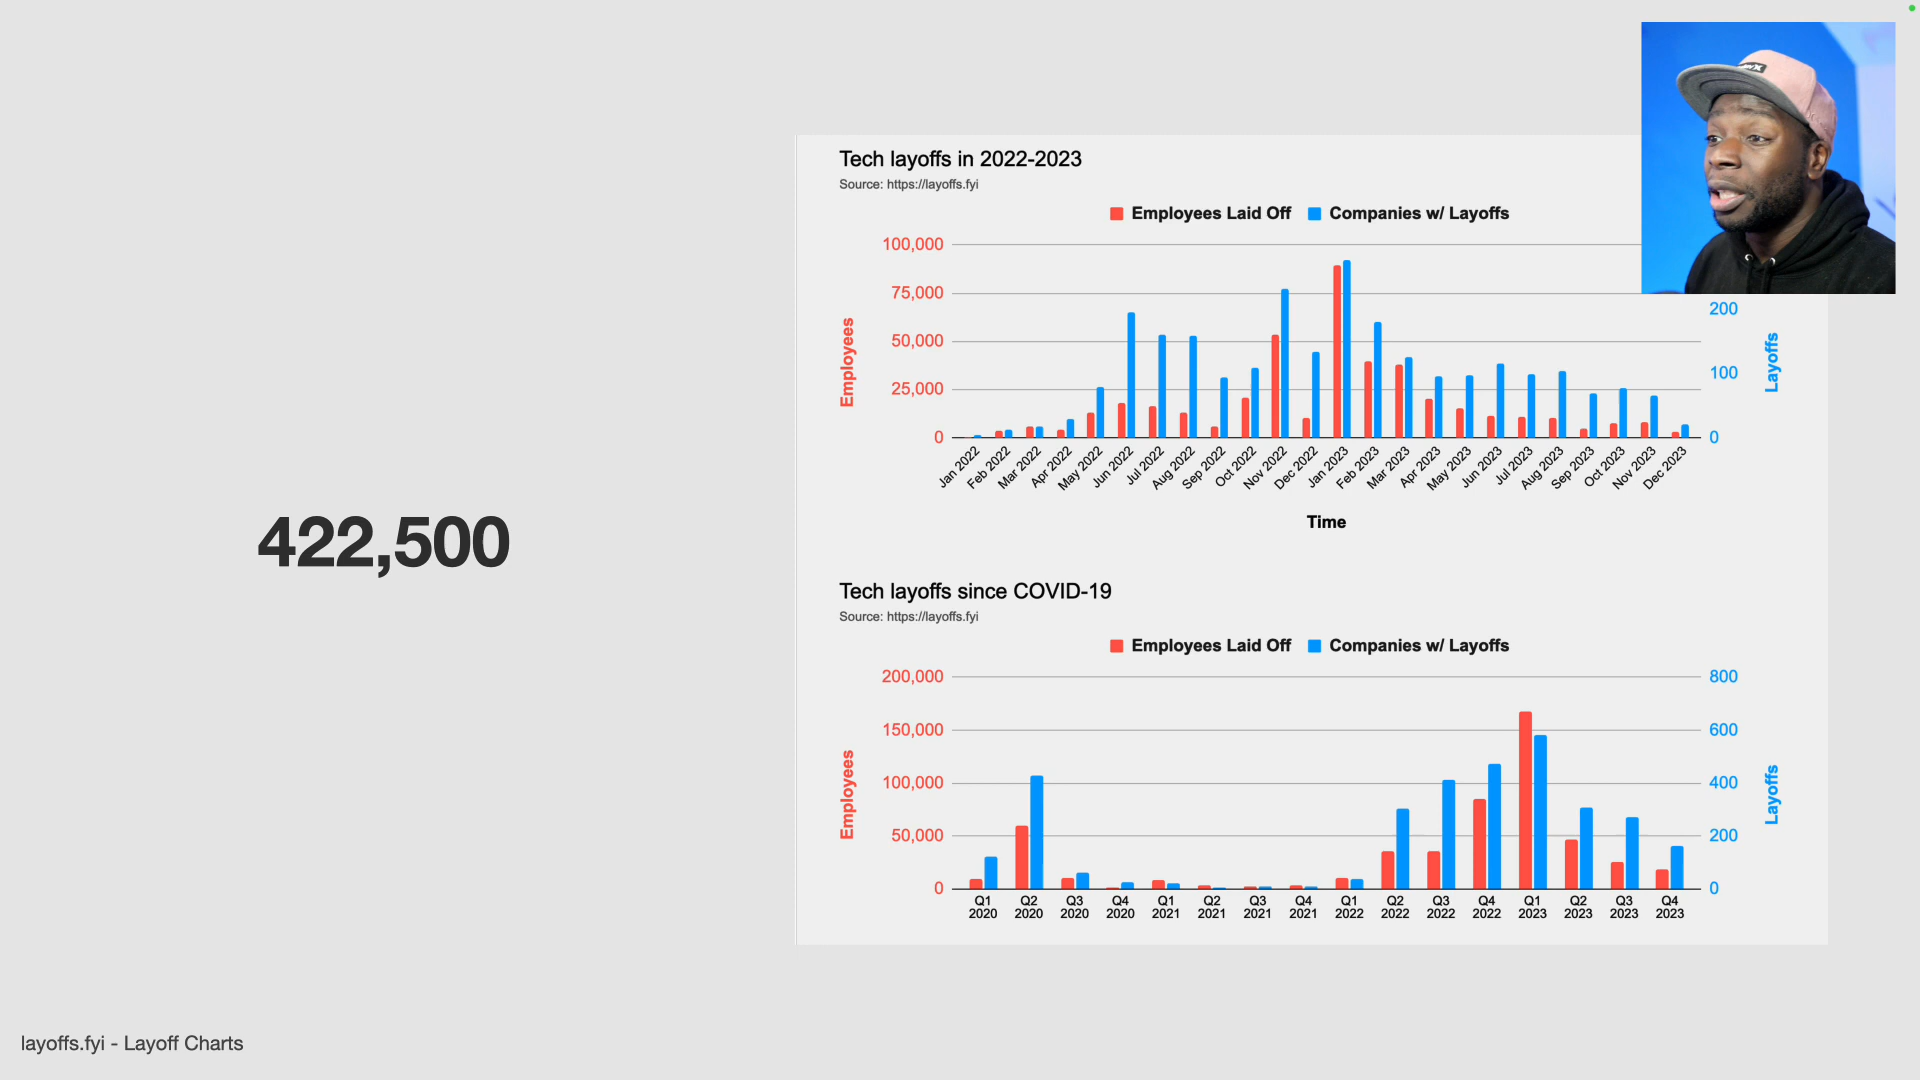 Tech layoffs in 2022-2023
Source: https://layoffs.fyi
Employees Laid Off
Companies w/ Layoffs
100,000
75,000
50,000
25,000
0
Employees
200
100
0
Layoffs
Jan 2022
Feb 2022
Mar 2022
Apr 2022
May 2022
Jun 2022
Jul 2022
Aug 2022
Sep 2022
Oct 2022
Nov 2022
Dec 2022
Jan 2023
Feb 2023
Mar 2023
Apr 2023
May 2023
Jun 2023
Jul 2023
Aug 2023
Sep 2023
Oct 2023
Nov 2023
Dec 2023
Time
422,500
Tech layoffs since COVID-19
Source: https://layoffs.fyi
Employees Laid Off
Companies w/ Layoffs
200,000
150,000
100,000
50,000
0
Employees
800
600
400
200
0
Layoffs
Q1 2020
Q2 2020
Q3 2020
Q4 2020
Q1 2021
Q2 2021
Q3 2021
Q4 2021
Q1 2022
Q2 2022
Q3 2022
Q4 2022
Q1 2023
Q2 2023
Q3 2023
Q4 2023
layoffs.fyi - Layoff Charts